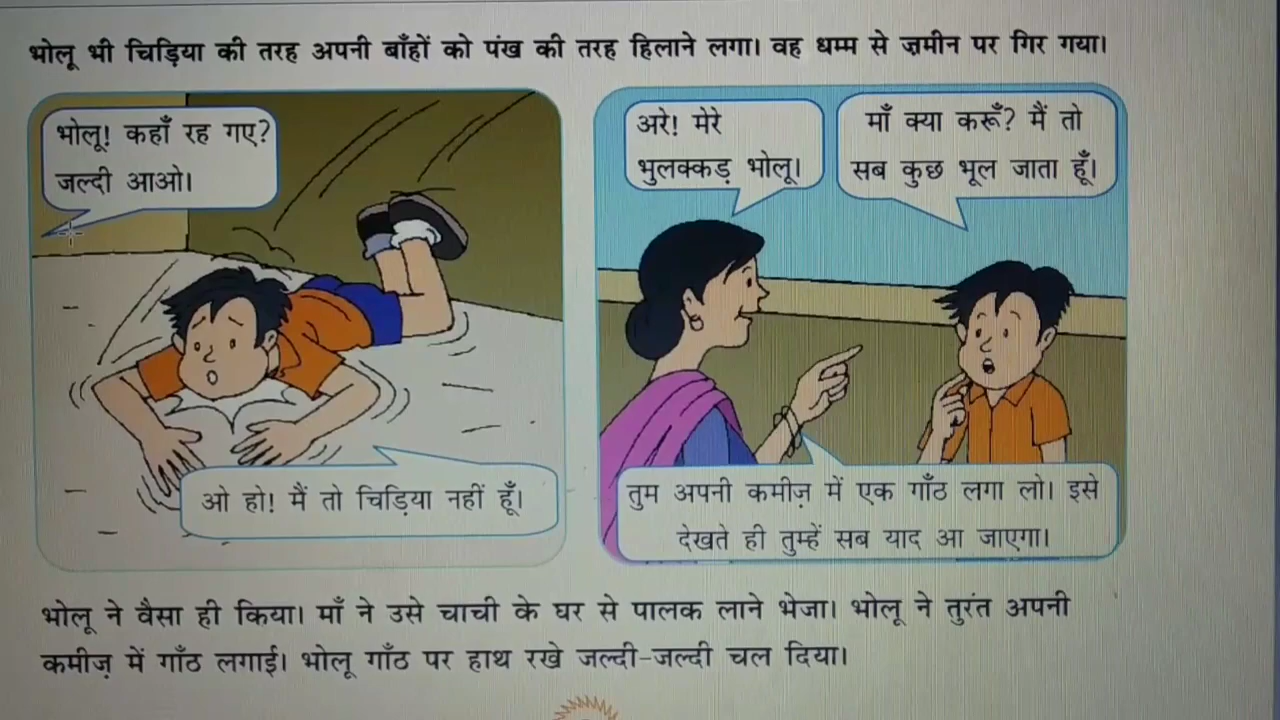 भोलू भी चिड़िया की तरह अपनी बाँहों को पंख की तरह हिलाने लगा। वह धम्म से ज़मीन पर गिर गया।
भोलू! कहाँ रह गए?
जल्दी आओ।
ओ हो! मैं तो चिड़िया नहीं हूँ।
अरे! मेरे
भुलक्कड़ भोलू।
माँ क्या करूँ? मैं तो
सब कुछ भूल जाता हूँ।
तुम अपनी कमीज़ में एक गाँठ लगा लो। इसे
देखते ही तुम्हें सब याद आ जाएगा।
भोलू ने वैसा ही किया। माँ ने उसे चाची के घर से पालक लाने भेजा। भोलू ने तुरंत अपनी
कमीज़ में गाँठ लगाई। भोलू गाँठ पर हाथ रखे जल्दी-जल्दी चल दिया।